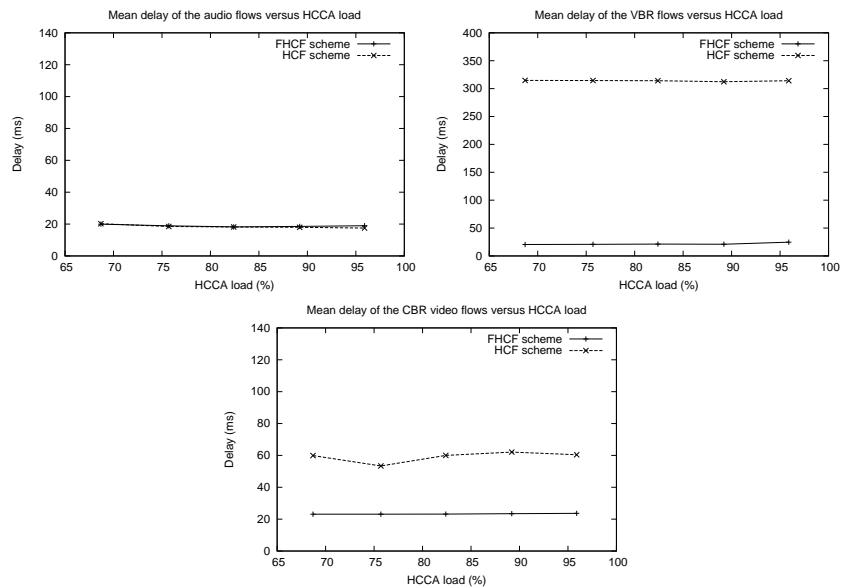 Mean delay of the audio flows versus HCCA load
140
120
100
80
60
40
20
0
65 70 75 80 85 90 95 100
Delay (ms)
HCCA load (%)
FHCF scheme
HCF scheme
Mean delay of the VBR flows versus HCCA load
400
350
300
250
200
150
100
50
0
65 70 75 80 85 90 95 100
Delay (ms)
HCCA load (%)
FHCF scheme
HCF scheme
Mean delay of the CBR video flows versus HCCA load
140
120
100
80
60
40
20
0
65 70 75 80 85 90 95 100
Delay (ms)
HCCA load (%)
FHCF scheme
HCF scheme